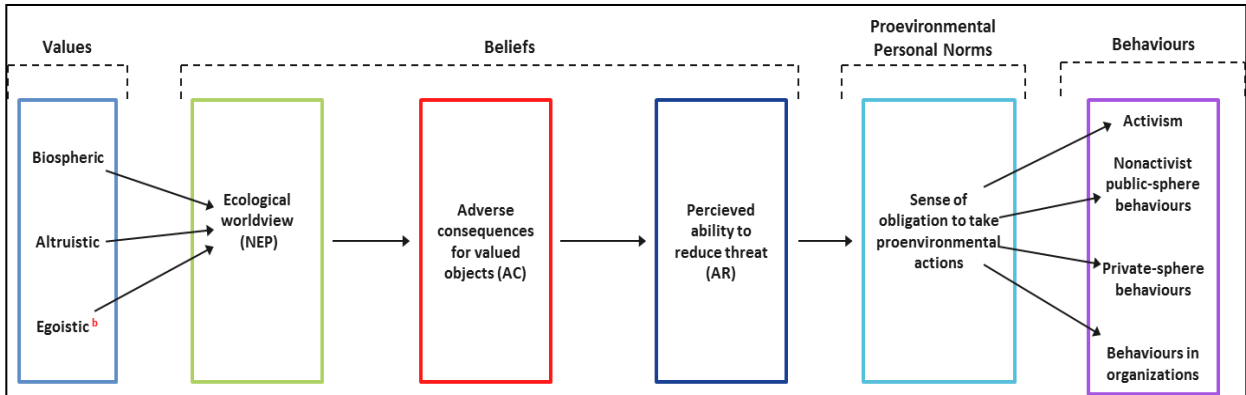 Values
Beliefs
Proevironmental
Personal Norms
Behaviours
Biospheric
Altruistic
Egoistic b
Ecological
worldview
(NEP)
Adverse
consequences
for valued
objects (AC)
Percieved
ability to
reduce threat
(AR)
Sense of
obligation to take
proenvironmental
actions
Activism
Nonactivist
public-sphere
behaviours
Private-sphere
behaviours
Behaviours in
organizations